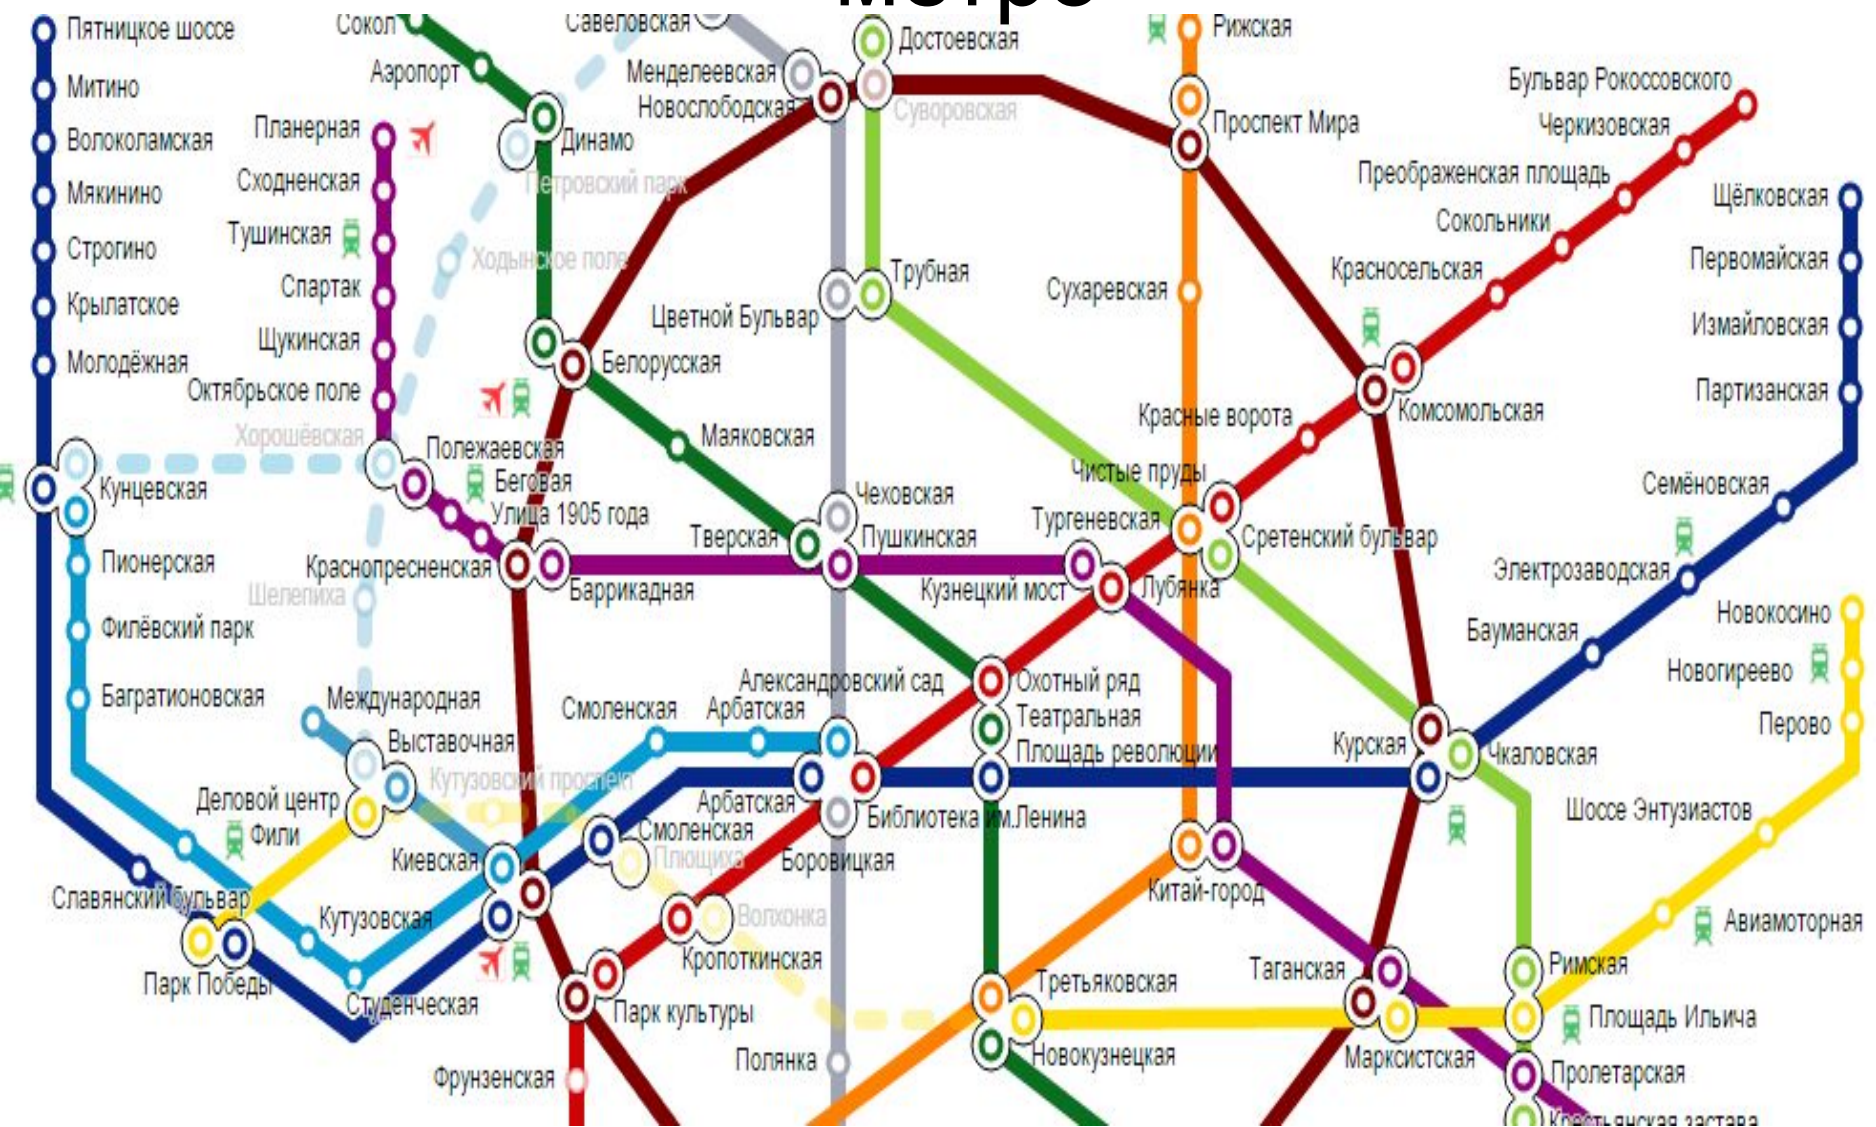 метро
Сокол
Савеловская
Достоевская
Рижская
Пятницкое шоссе
Аэропорт
Менделеевская
Новослободская
Бульвар Рокоссовского
Митино
Планерная
Динамо
Суворовская
Проспект Мира
Черкизовская
Волоколамская
Сходненская
Петровский парк
Преображенская площадь
Мякинино
Тушинская
Сокольники
Щёлковская
Строгино
Ходынское поле
Трубная
Красносельская
Первомайская
Спартак
Сухаревская
Крылатское
Цветной Бульвар
Измайловская
Щукинская
Молодёжная
Белорусская
Октябрьское поле
Партизанская
Красные ворота
Комсомольская
Хорошёвская
Полежаевская
Маяковская
Чистые пруды
Кунцевская
Беговая
Чеховская
Семёновская
Улица 1905 года
Тверская
Пушкинская
Тургеневская
Сретенский бульвар
Пионерская
Краснопресненская
Баррикадная
Кузнецкий мост
Лубянка
Электрозаводская
Шелепиха
Новокосино
Филёвский парк
Бауманская
Александровский сад
Охотный ряд
Новогиреево
Багратионовская
Международная
Смоленская
Арбатская
Театральная
Перово
Выставочная
Площадь революции
Курская
Чкаловская
Кутузовский проспект
Деловой центр
Арбатская
Библиотека им.Ленина
Шоссе Энтузиастов
Фили
Смоленская
Киевская
Плющиха
Боровицкая
Китай-город
Славянский бульвар
Кутузовская
Волхонка
Авиамоторная
Кропоткинская
Таганская
Римская
Парк Победы
Третьяковская
Студенческая
Парк культуры
Площадь Ильича
Полянка
Новокузнецкая
Марксистская
Фрунзенская
Пролетарская
Крестьянская застава